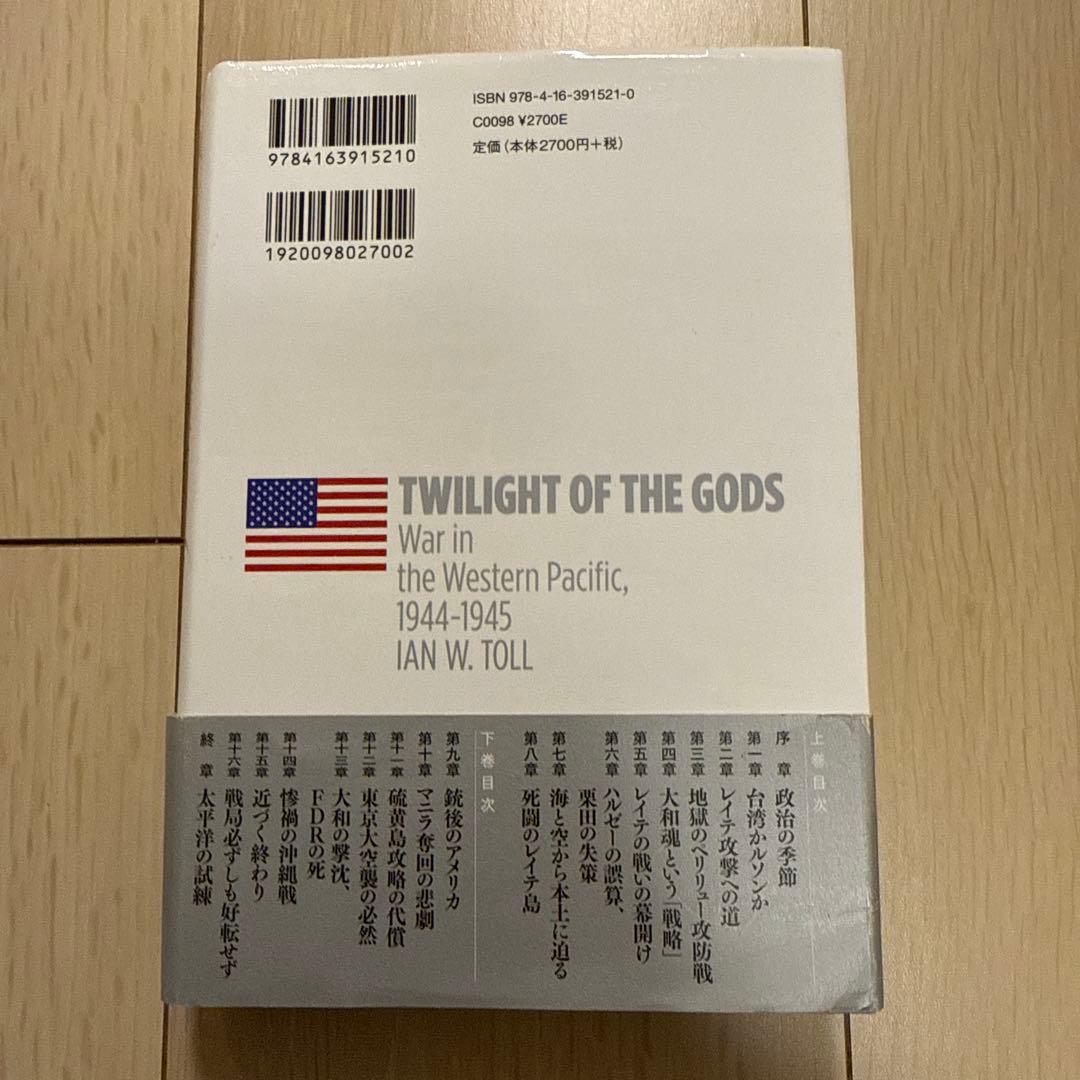 9784163915210
1920098027002
ISBN 978-4-16-391521-0
C0098 ¥2700E
定価（本体2700円+税）
TWILIGHT OF THE GODS
War in
the Western Pacific,
1944-1945
IAN W. TOLL
上巻目次
序 章 政治の季節
第一章 台湾かルソンか
第二章 レイテ攻撃への道
第三章 地獄のペリリュー攻防戦
第四章 大和魂という「戦略」
第五章 レイテの戦いの幕開け
第六章 ハルゼーの誤算、
栗田の失策
第七章 海と空から本土に迫る
第八章 死闘のレイテ島
下巻目次
第九章 銃後のアメリカ
第十章 マニラ奪回の悲劇
第十一章 硫黄島攻略の代償
第十二章 東京大空襲の必然
第十三章 大和の撃沈、
FDRの死
第十四章 惨禍の沖縄戦
第十五章 近づく終わり
第十六章 戦局必ずしも好転せず
終 章 太平洋の試練